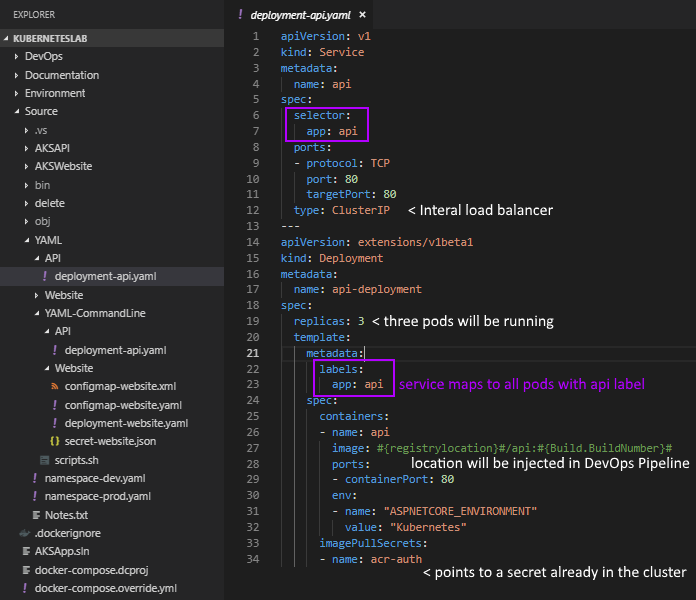 EXPLORER
KUBERNETESLAB
DevOps
Documentation
Environment
Source
.vs
AKSAPI
AKSWebsite
bin
delete
obj
YAML
API
! deployment-api.yaml
Website
YAML-CommandLine
API
! deployment-api.yaml
Website
configmap-website.xml
! configmap-website.yaml
! deployment-website.yaml
{} secret-website.json
scripts.sh
! namespace-dev.yaml
! namespace-prod.yaml
Notes.txt
.dockerignore
AKSApp.sln
docker-compose.dcproj
! docker-compose.override.yml
! deployment-api.yaml ×
1 apiVersion: v1
2 kind: Service
3 metadata:
4 name: api
5 spec:
6 selector:
7 app: api
8 ports:
9 - protocol: TCP
10 port: 80
11 targetPort: 80
12 type: ClusterIP < Interal load balancer
13 ---
14 apiVersion: extensions/v1beta1
15 kind: Deployment
16 metadata:
17 name: api-deployment
18 spec:
19 replicas: 3 < three pods will be running
20 template:
21 metadata:
22 labels:
23 app: api service maps to all pods with api label
24 spec:
25 containers:
26 - name: api
27 image: #{registrylocation}#/api:#{Build.BuildNumber}#
28 ports: location will be injected in DevOps Pipeline
29 - containerPort: 80
30 env:
31 - name: "ASPNETCORE_ENVIRONMENT"
32 value: "Kubernetes"
33 imagePullSecrets:
34 - name: acr-auth
< points to a secret already in the cluster